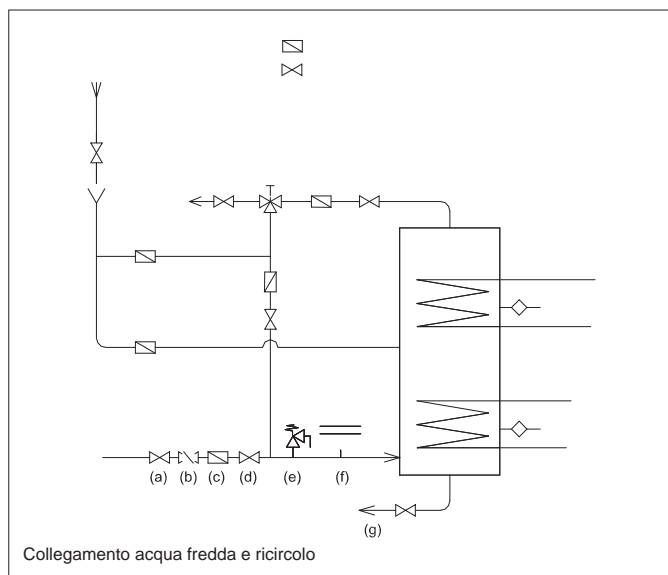 (a) (b) (c) (d) (e) (f)
(g)
Collegamento acqua fredda e ricircolo